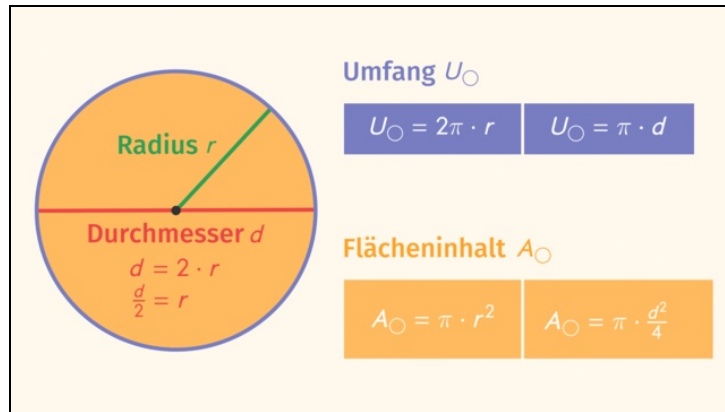 Radius r
Durchmesser d
d = 2 · r
d/2 = r
Umfang U○
U○ = 2π · r
U○ = π · d
Flächeninhalt A○
A○ = π · r²
A○ = π · d²/4